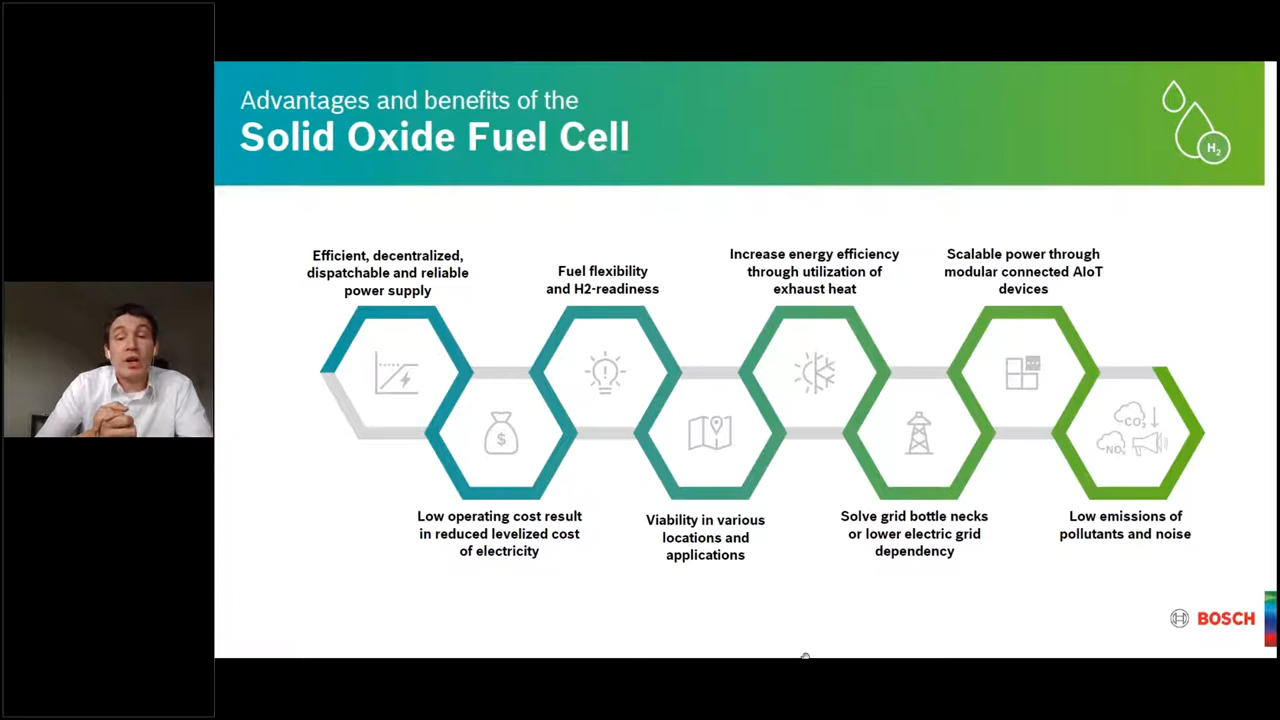 Advantages and benefits of the
Solid Oxide Fuel Cell
H2
Efficient, decentralized,
dispatchable and reliable
power supply
Fuel flexibility
and H2-readiness
Increase energy efficiency
through utilization of
exhaust heat
Scalable power through
modular connected AIoT
devices
$
CO2
NOx
Low operating cost result
in reduced levelized cost
of electricity
Viability in various
locations and
applications
Solve grid bottle necks
or lower electric grid
dependency
Low emissions of
pollutants and noise
BOSCH